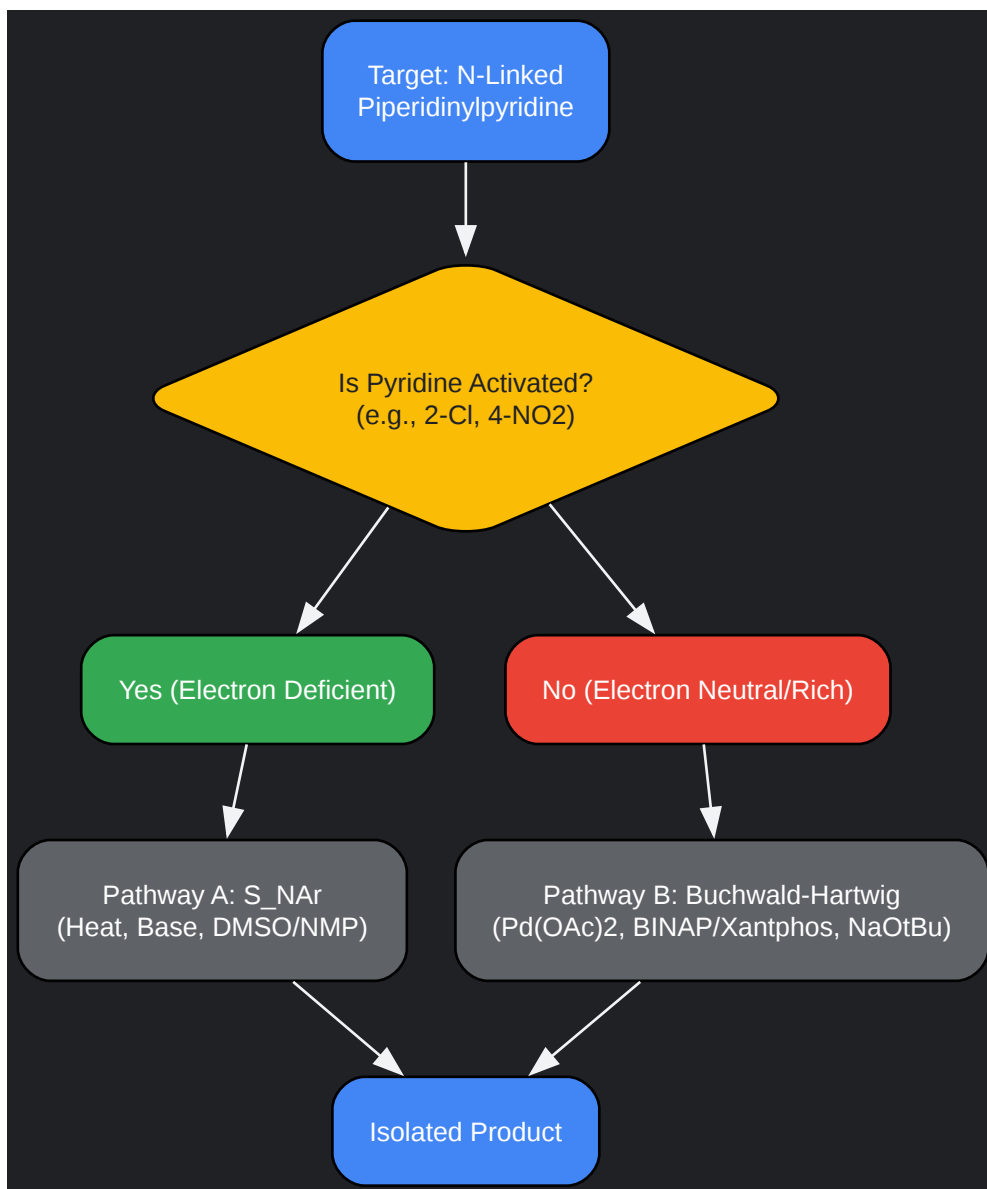 Target: N-Linked
Piperidinylpyridine
Is Pyridine Activated?
(e.g., 2-Cl, 4-NO2)
Yes (Electron Deficient)
No (Electron Neutral/Rich)
Pathway A: S_NAr
(Heat, Base, DMSO/NMP)
Pathway B: Buchwald-Hartwig
(Pd(OAc)2, BINAP/Xantphos, NaOtBu)
Isolated Product